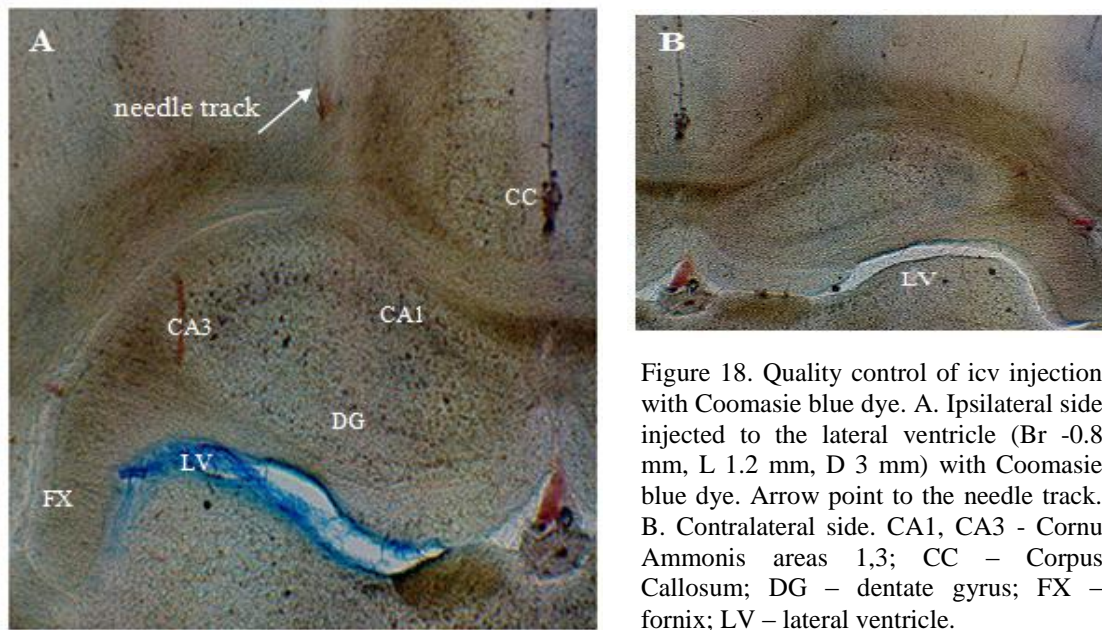 A
needle track
CC
CA3
CA1
DG
LV
FX
B
LV
Figure 18. Quality control of icv injection
with Coomasie blue dye. A. Ipsilateral side
injected to the lateral ventricle (Br -0.8
mm, L 1.2 mm, D 3 mm) with Coomasie
blue dye. Arrow point to the needle track.
B. Contralateral side. CA1, CA3 - Cornu
Ammonis areas 1,3; CC – Corpus
Callosum; DG – dentate gyrus; FX –
fornix; LV – lateral ventricle.